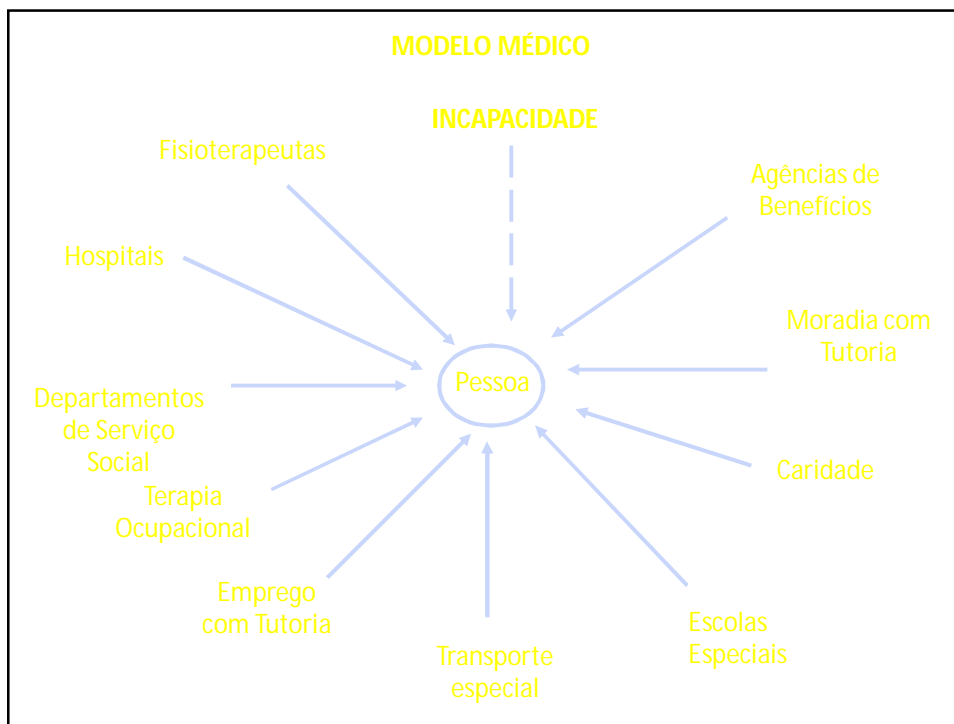 MODELO MÉDICO
INCAPACIDADE
Fisioterapeutas
Agências de
Benefícios
Hospitais
Moradia com
Tutoria
Pessoa
Departamentos
de Serviço
Social
Caridade
Terapia
Ocupacional
Emprego
com Tutoria
Escolas
Especiais
Transporte
especial